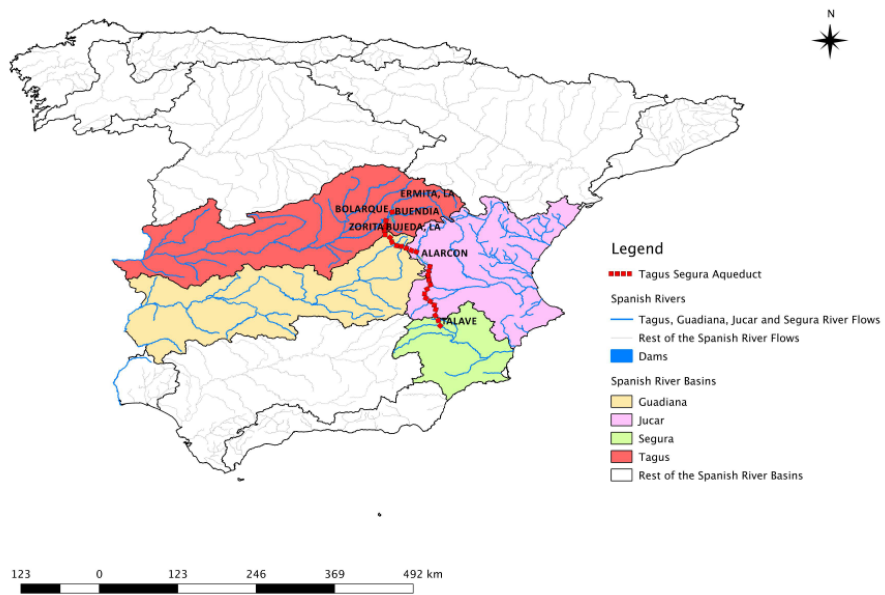 N
ERMITA, LA
BOLARQUE
BUENDIA
ZORITA
BUJEDA, LA
ALARCON
TALAVE
Legend
Tagus Segura Aqueduct
Spanish Rivers
Tagus, Guadiana, Jucar and Segura River Flows
Rest of the Spanish River Flows
Dams
Spanish River Basins
Guadiana
Jucar
Segura
Tagus
Rest of the Spanish River Basins
123 0 123 246 369 492 km